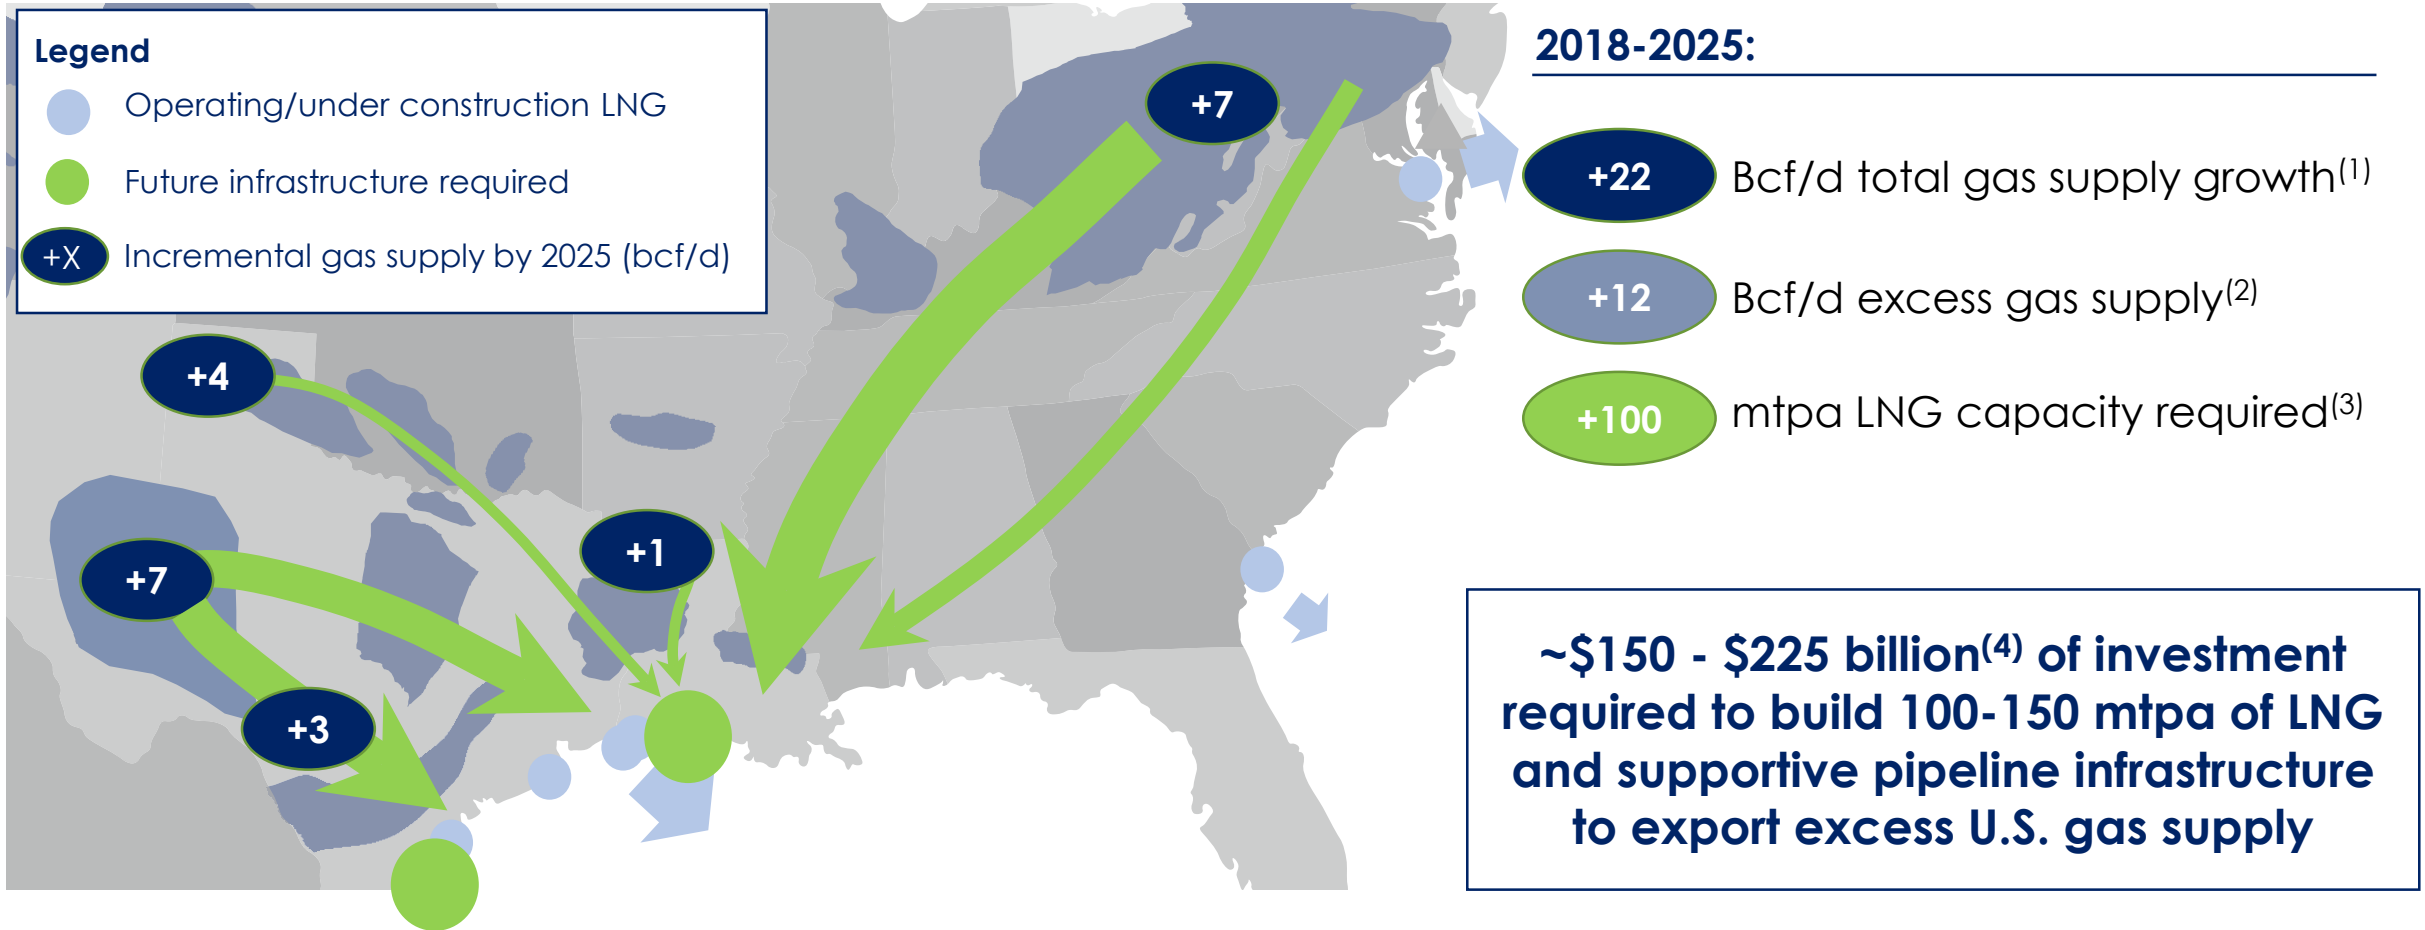 Legend
Operating/under construction LNG
Future infrastructure required
+X Incremental gas supply by 2025 (bcf/d)
+7
+4
+1
+7
+3
2018-2025:
+22 Bcf/d total gas supply growth(1)
+12 Bcf/d excess gas supply(2)
+100 mtpa LNG capacity required(3)
~$150 - $225 billion(4) of investment
required to build 100-150 mtpa of LNG
and supportive pipeline infrastructure
to export excess U.S. gas supply